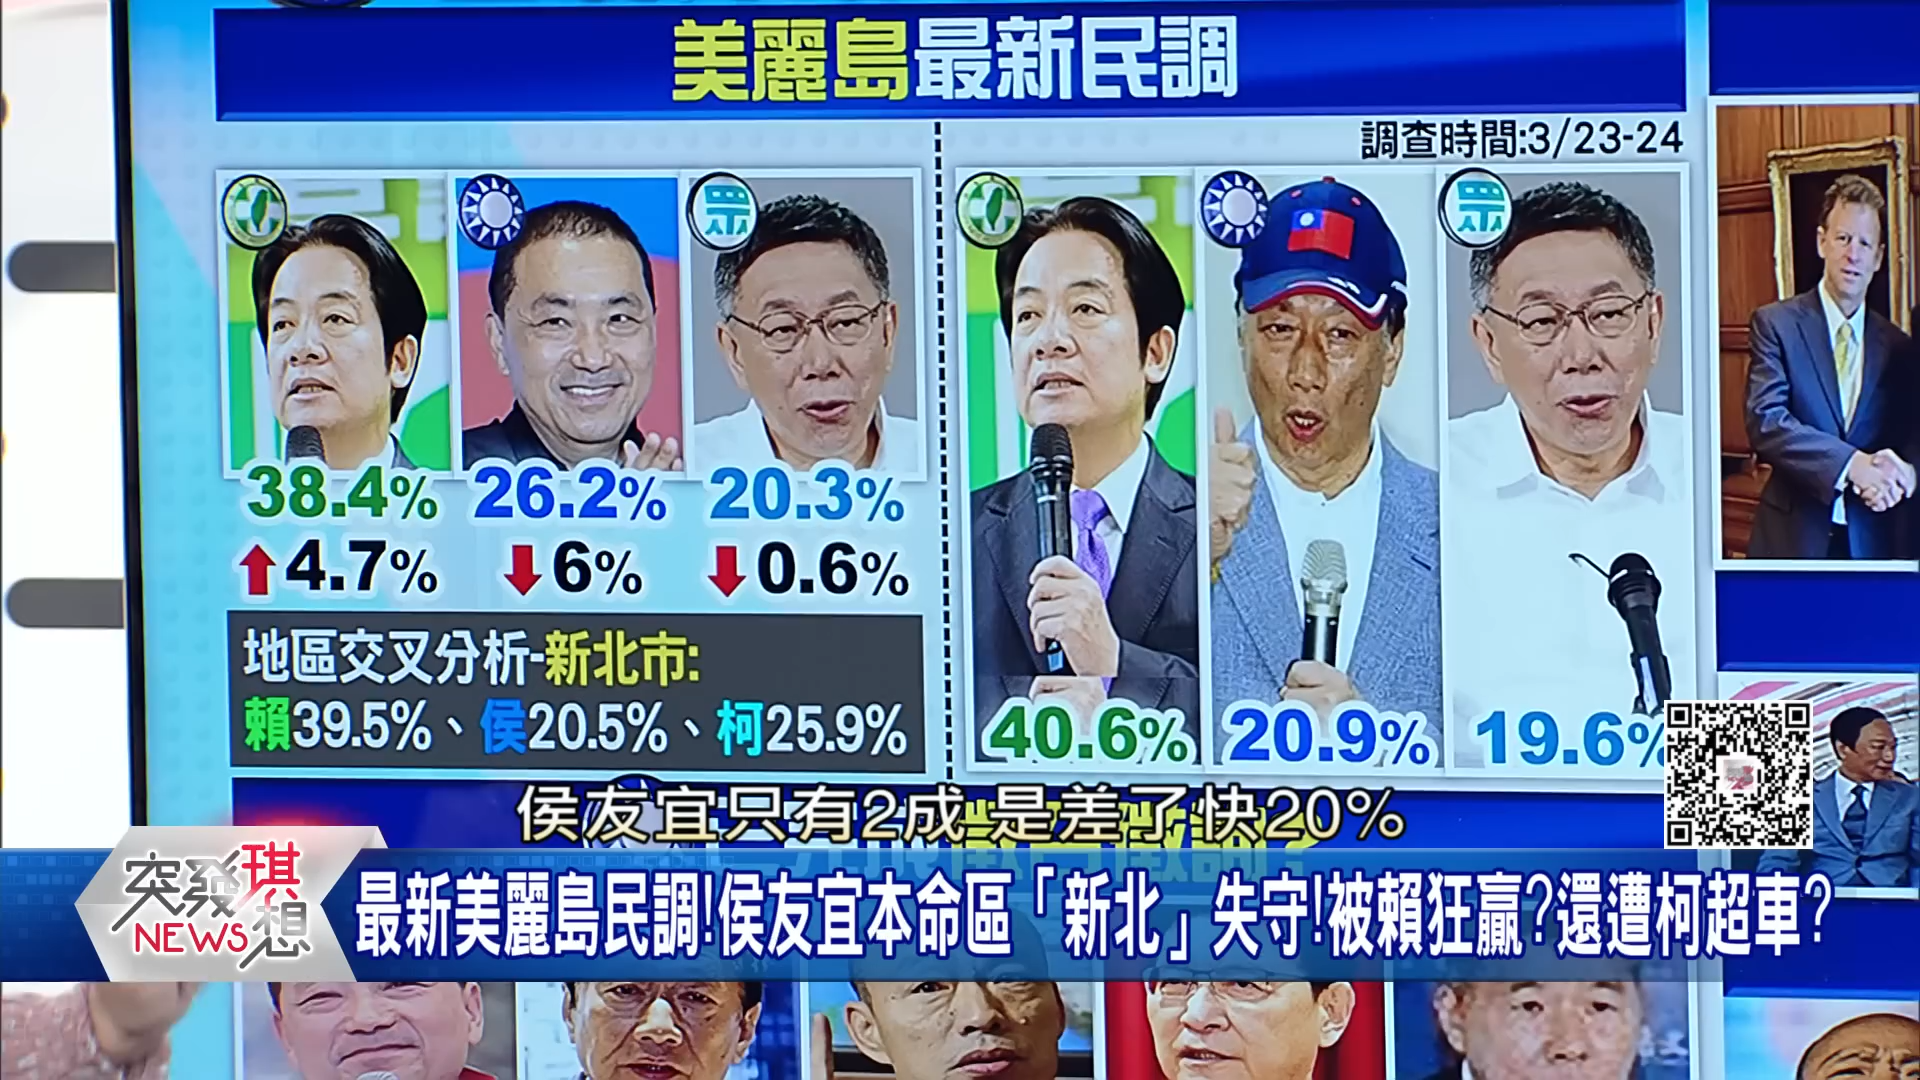 美麗島最新民調
調查時間:3/23-24
眾
眾
38.4%
26.2%
20.3%
↑4.7%
↓6%
↓0.6%
地區交叉分析-新北市:
賴39.5%、侯20.5%、柯25.9%
40.6%
20.9%
19.6%
侯友宜只有2成 是差了快20%
突發琪想
NEWS
最新美麗島民調!侯友宜本命區「新北」失守!被賴狂贏?還遭柯超車?